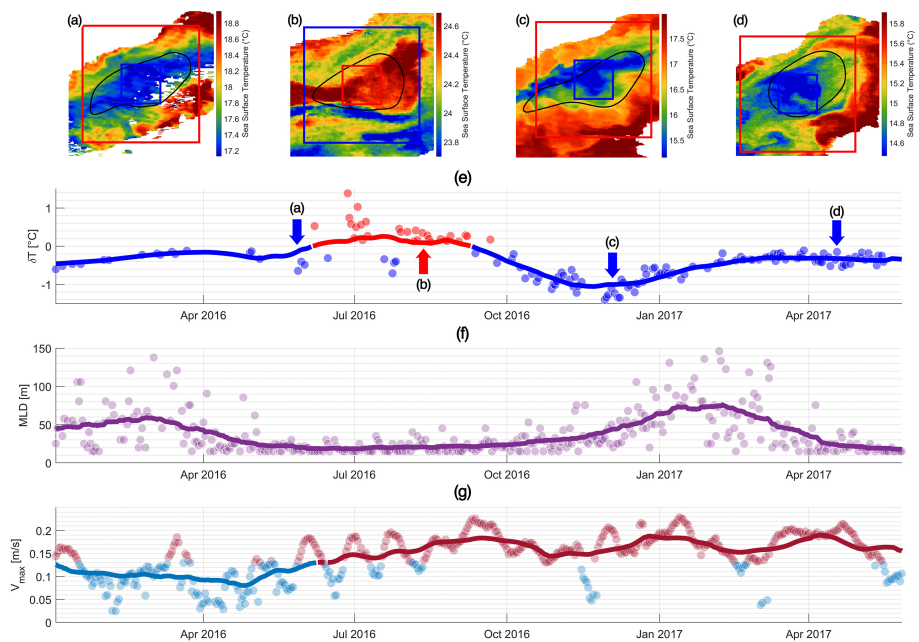 (a) (b) (c) (d)
18.8
18.6
18.4
18.2
18
17.8
17.6
17.4
17.2
Sea Surface Temperature (°C)
24.6
24.4
24.2
24
23.8
Sea Surface Temperature (°C)
17.5
17
16.5
16
15.5
Sea Surface Temperature (°C)
15.8
15.6
15.4
15.2
15
14.8
14.6
Sea Surface Temperature (°C)
(e)
∂T [°C]
1
0
-1
(a)
(b)
(c)
(d)
Apr 2016 Jul 2016 Oct 2016 Jan 2017 Apr 2017
(f)
MLD [m]
150
100
50
0
Apr 2016 Jul 2016 Oct 2016 Jan 2017 Apr 2017
(g)
Vmax [m/s]
0.2
0.15
0.1
0.05
0
Apr 2016 Jul 2016 Oct 2016 Jan 2017 Apr 2017